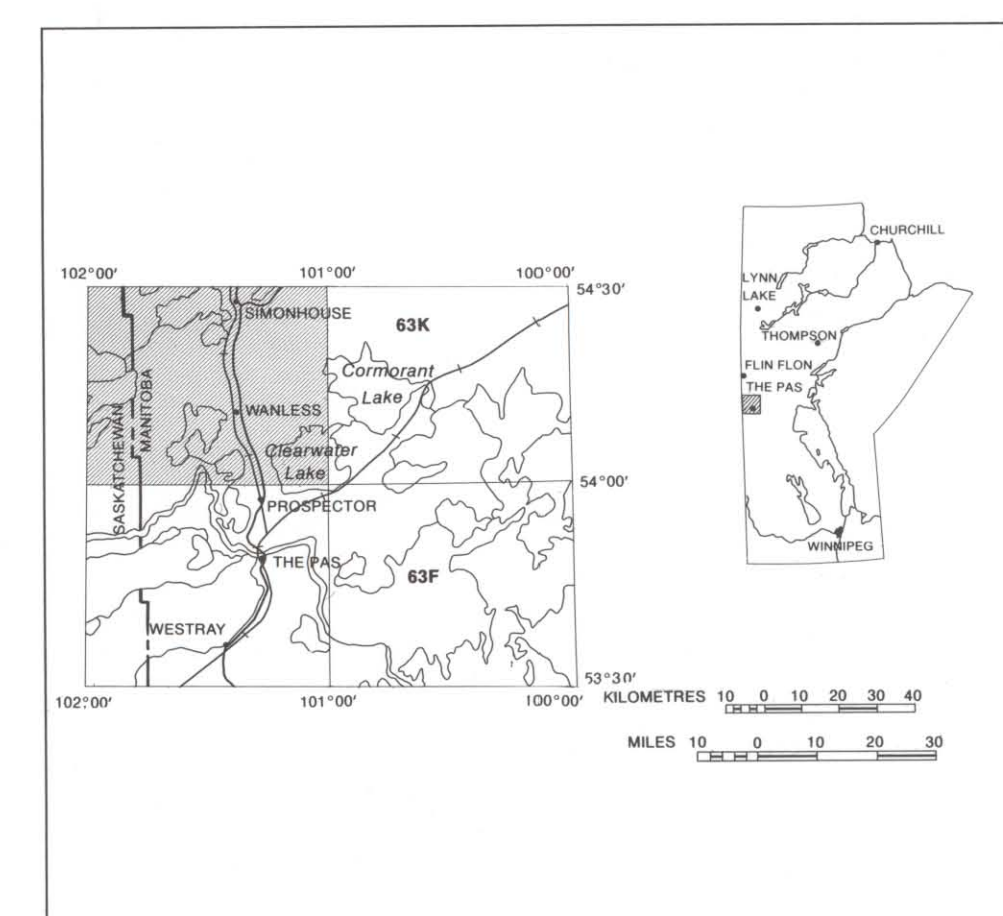 102°00'
101°00'
100°00'
54°30'
SIMONHOUSE
63K
Cormorant
Lake
WANLESS
SASKATCHEWAN
MANITOBA
Clearwater
Lake
54°00'
PROSPECTOR
THE PAS
63F
WESTRAY
53°30'
102°00'
101°00'
100°00'
CHURCHILL
LYNN
LAKE
THOMPSON
FLIN FLON
THE PAS
WINNIPEG
KILOMETRES 10 0 10 20 30 40
MILES 10 0 10 20 30